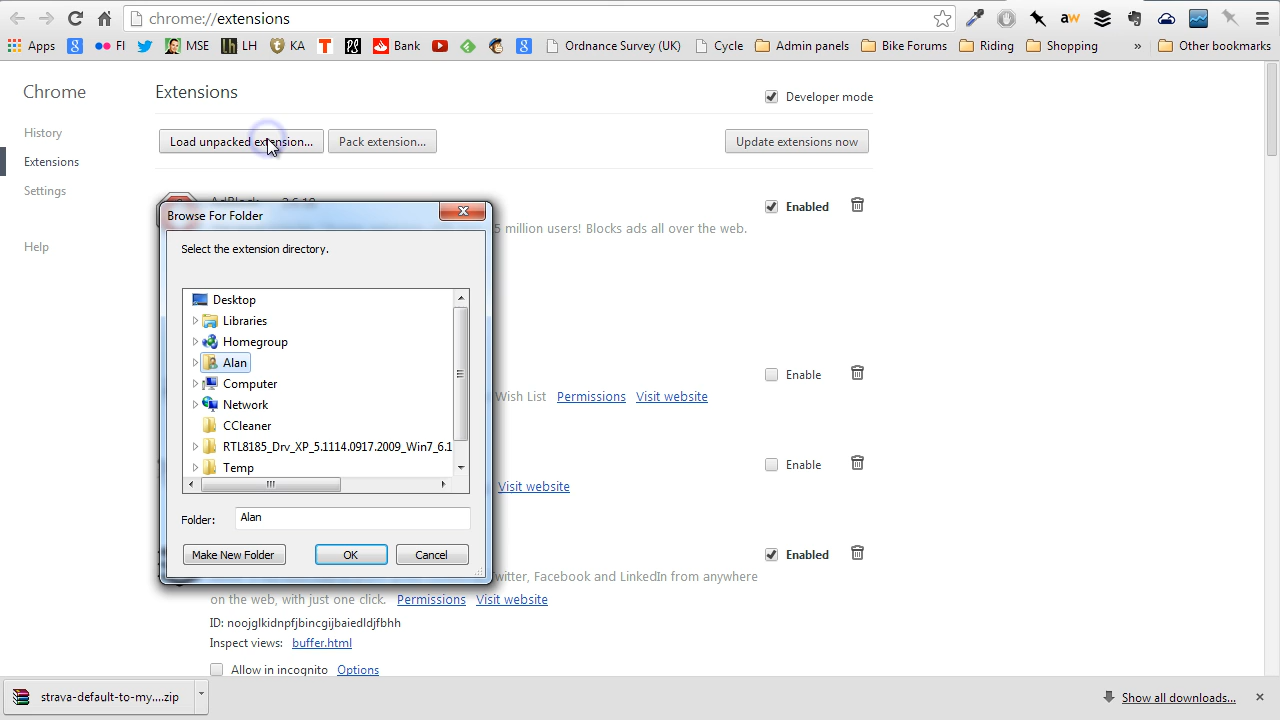 chrome://extensions
Apps FI MSE LH KA Bank Ordnance Survey (UK) Cycle Admin panels Bike Forums Riding Shopping » Other bookmarks
Chrome
Extensions
Developer mode
History
Load unpacked extension...
Pack extension...
Update extensions now
Extensions
Settings
Help
AdBlock 2.6.18
Enabled
5 million users! Blocks ads all over the web.
Browse For Folder
Select the extension directory.
Desktop
Libraries
Homegroup
Alan
Computer
Network
CCleaner
RTL8185_Drv_XP_5.1114.0917.2009_Win7_6.1
Temp
Folder: Alan
Make New Folder
OK
Cancel
Enable
Wish List Permissions Visit website
Enable
Visit website
Enabled
Twitter, Facebook and LinkedIn from anywhere
on the web, with just one click. Permissions Visit website
ID: noojglkidnpfjbincgijbaiedldjfbhh
Inspect views: buffer.html
Allow in incognito Options
strava-default-to-my....zip
Show all downloads...